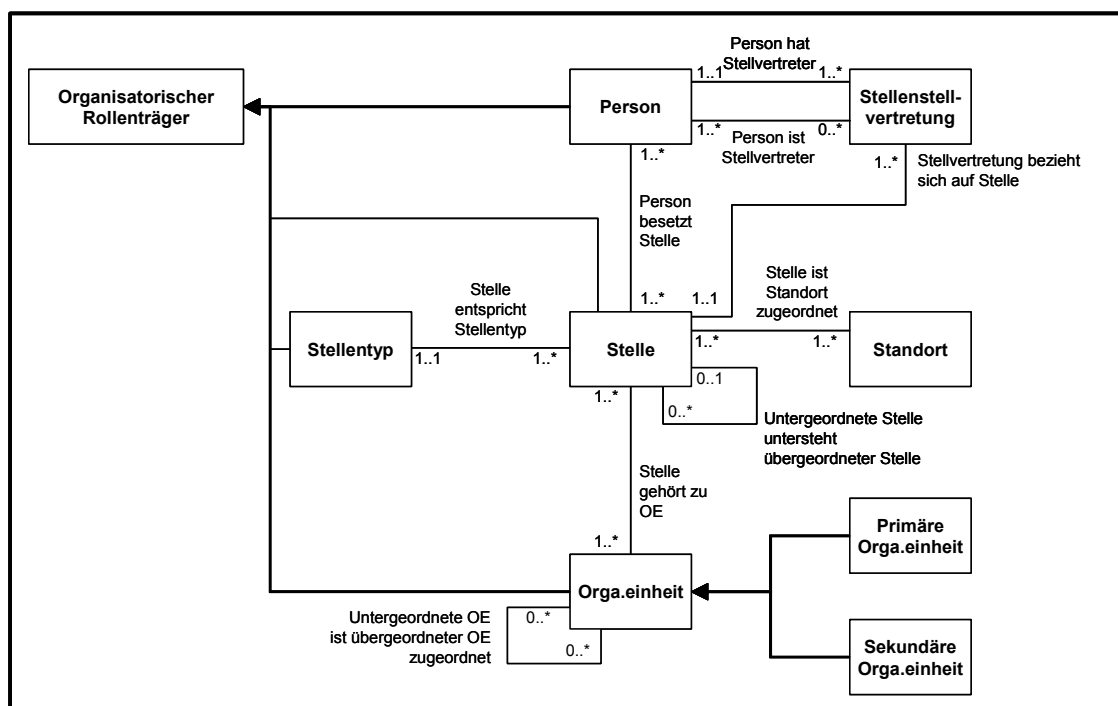 Person hat
Stellvertreter
1..1
1..*
Organisatorischer
Rollenträger
Person
Stellenstell-
vertretung
1..*
0..*
Person ist
Stellvertreter
1..*
1..*
Stellvertretung bezieht
sich auf Stelle
Person
besetzt
Stelle
Stelle ist
Standort
zugeordnet
Stelle
entspricht
Stellentyp
1..*
1..1
Stellentyp
1..1
1..*
Stelle
1..*
1..*
Standort
1..*
0..1
0..*
Untergeordnete Stelle
untersteht
übergeordneter Stelle
Stelle
gehört zu
OE
1..*
Primäre
Orga.einheit
Orga.einheit
Untergeordnete OE
ist übergeordneter OE
zugeordnet
0..*
0..*
Sekundäre
Orga.einheit